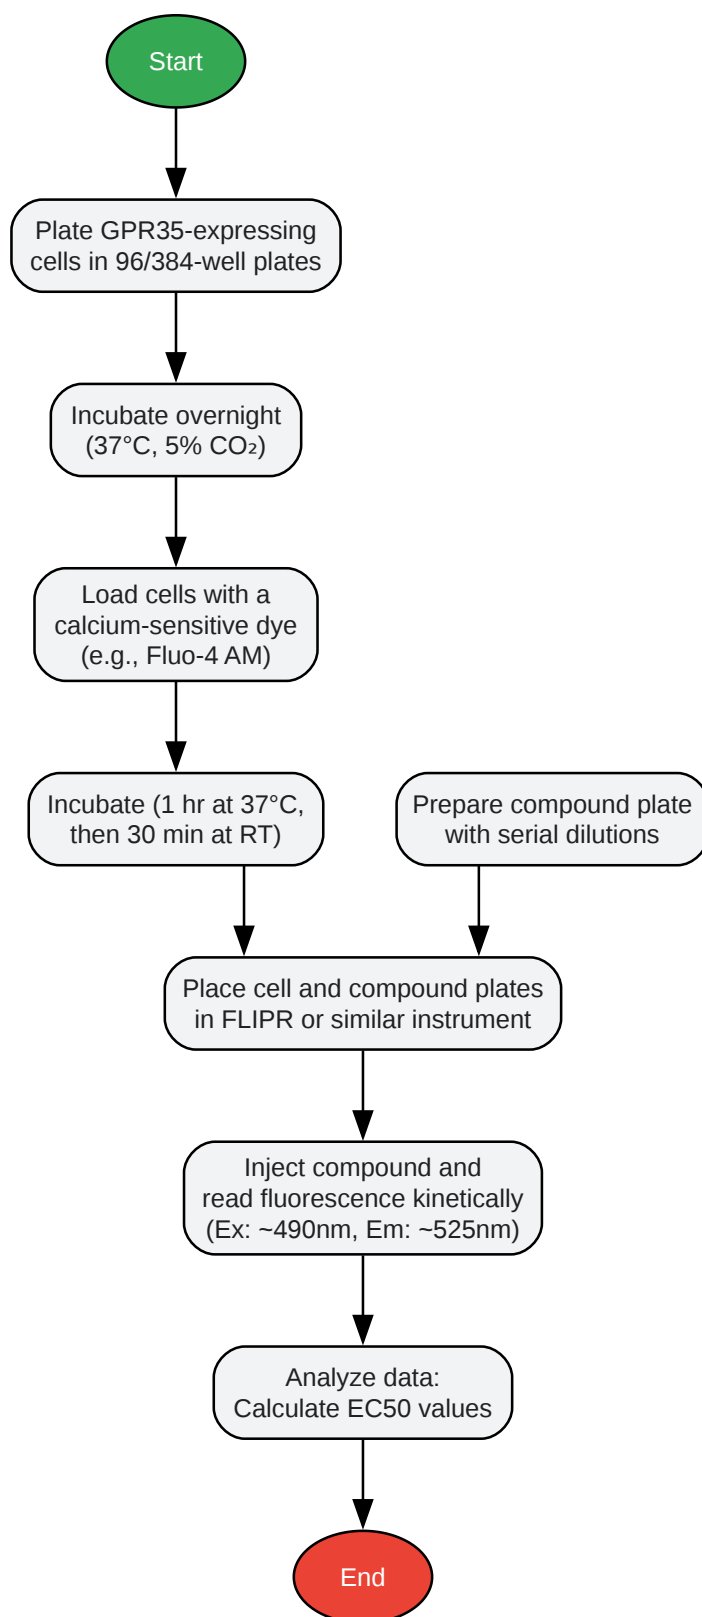 Start
Plate GPR35-expressing
cells in 96/384-well plates
Incubate overnight
(37°C, 5% CO₂)
Load cells with a
calcium-sensitive dye
(e.g., Fluo-4 AM)
Incubate (1 hr at 37°C,
then 30 min at RT)
Prepare compound plate
with serial dilutions
Place cell and compound plates
in FLIPR or similar instrument
Inject compound and
read fluorescence kinetically
(Ex: ~490nm, Em: ~525nm)
Analyze data:
Calculate EC50 values
End